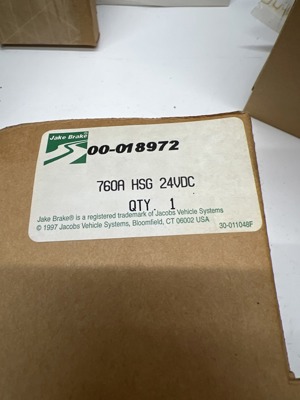 Jake Brake
00-018972
760A HSG 24VDC
QTY 1
Jake Brake® is a registered trademark of Jacobs Vehicle Systems
© 1997 Jacobs Vehicle Systems, Bloomfield, CT 06002 USA
30-011048F